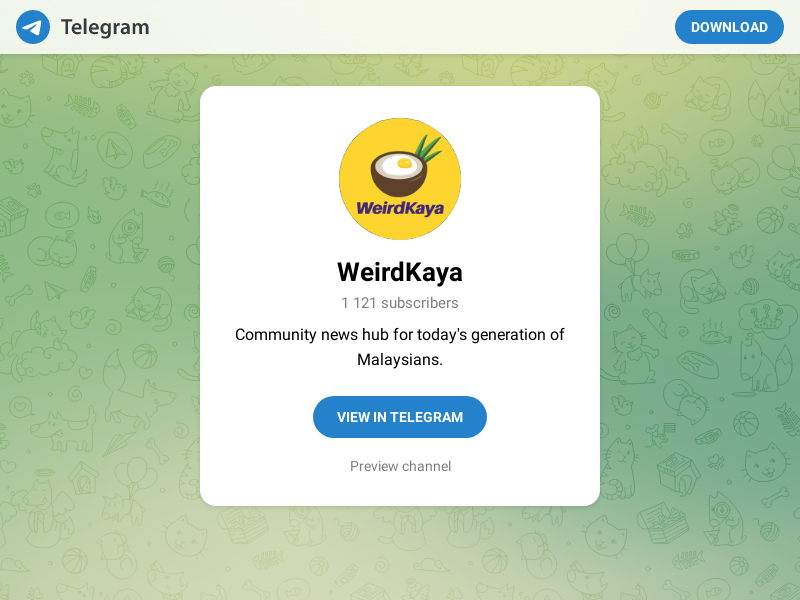 Telegram
DOWNLOAD
WeirdKaya
WeirdKaya
1 121 subscribers
Community news hub for today's generation of
Malaysians.
VIEW IN TELEGRAM
Preview channel